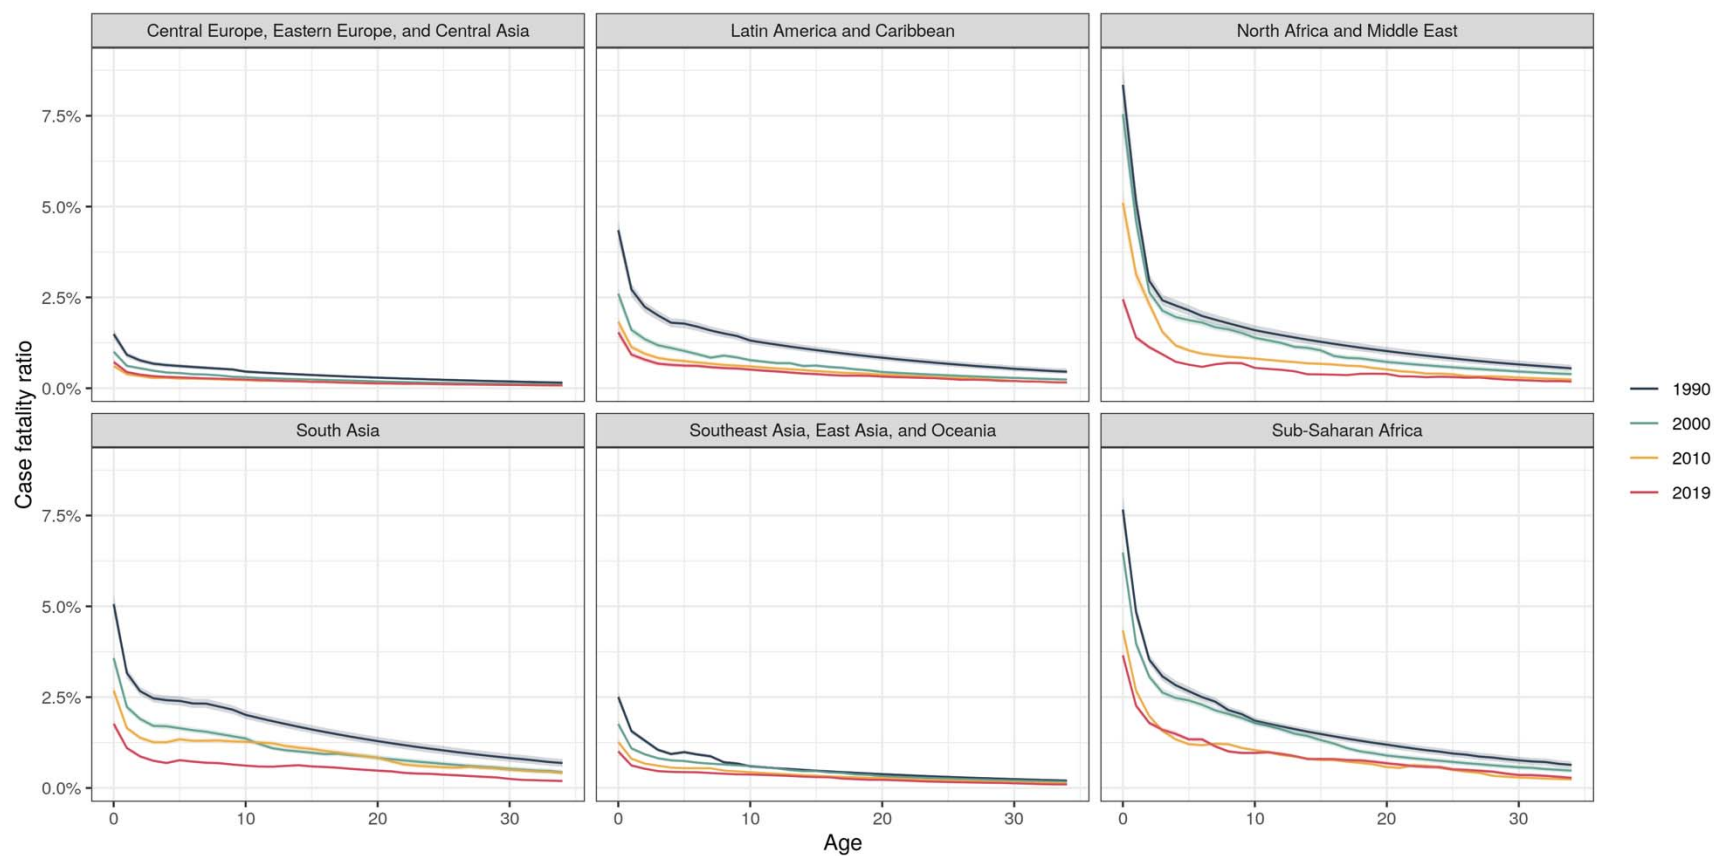 Central Europe, Eastern Europe, and Central Asia
Latin America and Caribbean
North Africa and Middle East
7.5%
5.0%
2.5%
0.0%
South Asia
Southeast Asia, East Asia, and Oceania
Sub-Saharan Africa
7.5%
5.0%
2.5%
0.0%
0 10 20 30
0 10 20 30
0 10 20 30
Age
Case fatality ratio
1990
2000
2010
2019